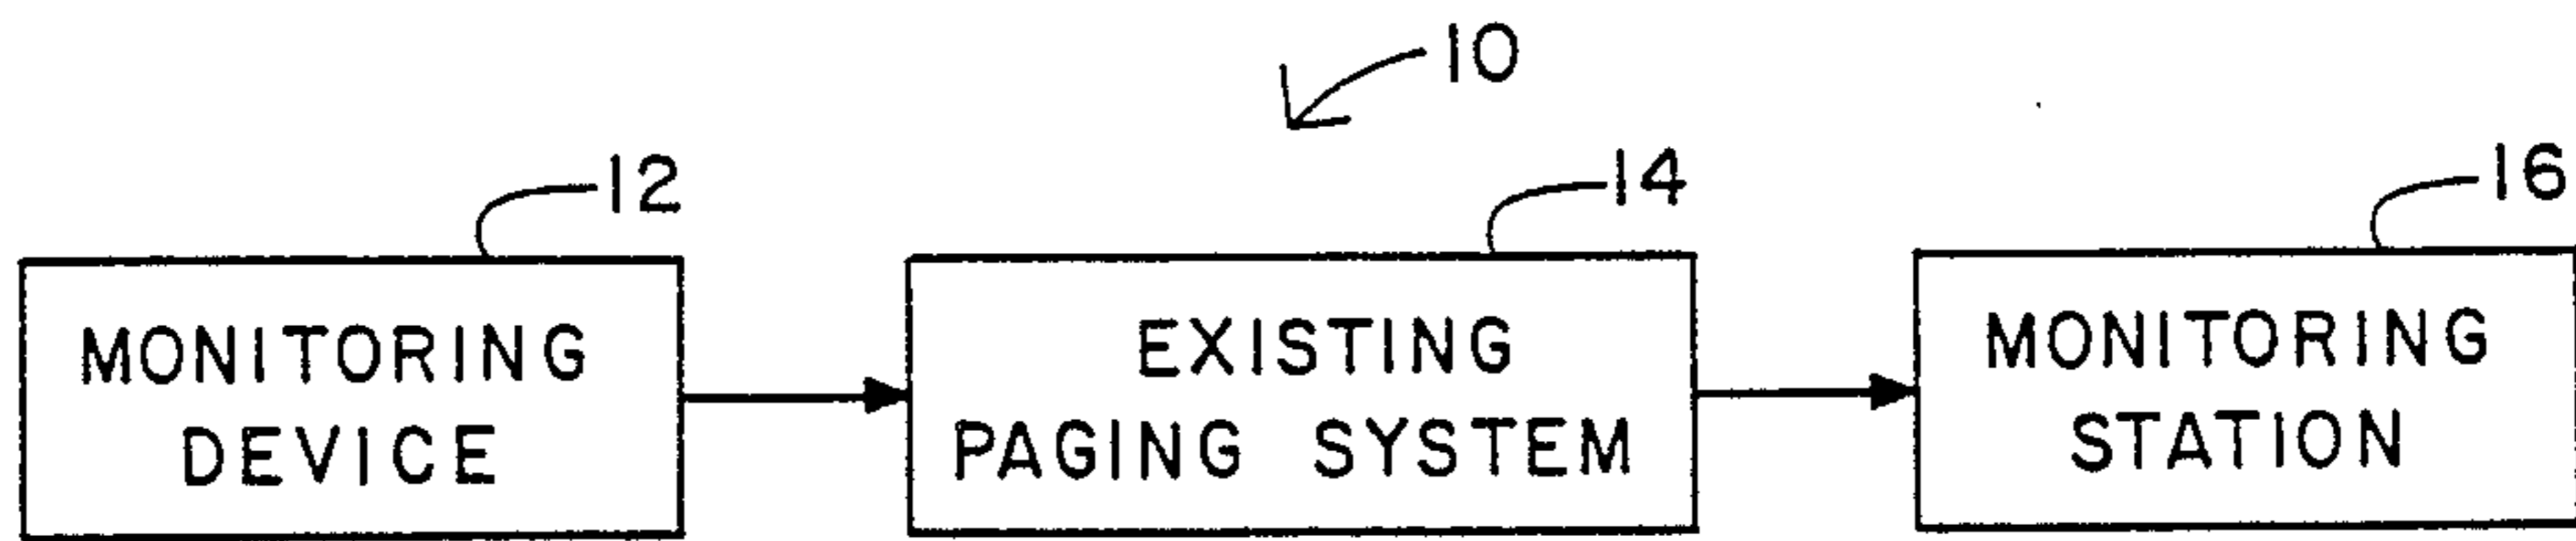 10
12
14
16
MONITORING
DEVICE
EXISTING
PAGING SYSTEM
MONITORING
STATION